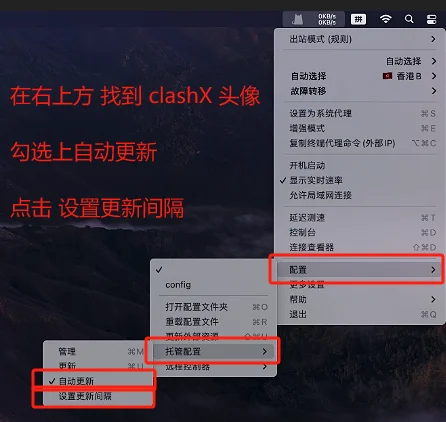 0KB/s
0KB/s
拼
出站模式 (规则)
自动选择
自动选择 香港B
故障转移
设置为系统代理 ⌘S
增强模式 ⌘E
复制终端代理命令 (外部IP) ⌥⌘C
开机启动
✓ 显示实时速率
允许局域网连接
延迟测速 ⌘T
控制台 ⌘D
连接查看器 ⇧⌘D
配置
更多设置
帮助
退出 ⌘Q
在右上方 找到 clashX 头像
勾选上自动更新
点击 设置更新间隔
✓
config
打开配置文件夹 ⌘O
重载配置文件 ⌘R
更新外部资源 ⇧⌘U
托管配置
远程控制器
管理 ⌘M
更新 ⌘U
✓ 自动更新
设置更新间隔